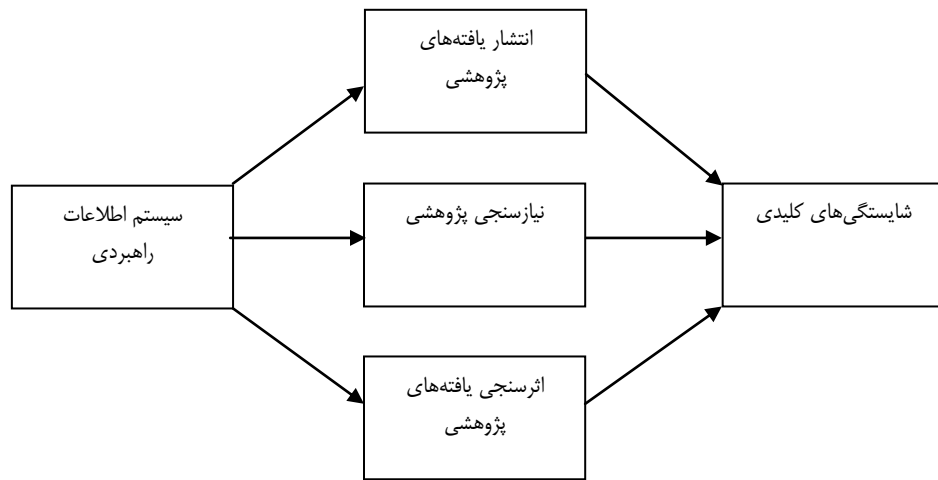 انتشار یافته‌های
پژوهشی
سیستم اطلاعات
راهبردی
نیازسنجی پژوهشی
شایستگی‌های کلیدی
اثرسنجی یافته‌های
پژوهشی